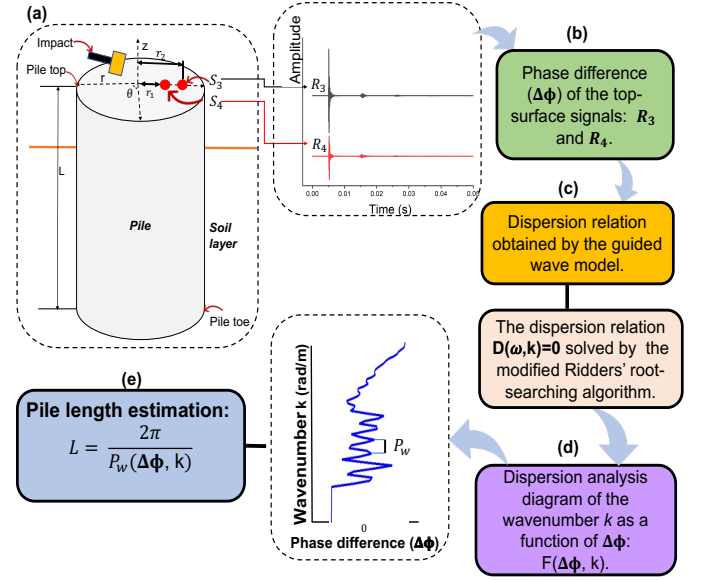 (a)
Impact
Pile top
z
r₂
r
θ
r₁
S₃
S₄
L
Pile
Soil
layer
Pile toe
Amplitude
R₃
R₄
0.00 0.01 0.02 0.03 0.04 0.05
Time (s)
(b)
Phase difference
(Δϕ) of the top-
surface signals: R₃
and R₄.
(c)
Dispersion relation
obtained by the guided
wave model.
The dispersion relation
D(ω,k)=0 solved by the
modified Ridders' root-
searching algorithm.
(d)
Dispersion analysis
diagram of the
wavenumber k as a
function of Δϕ:
F(Δϕ, k).
Wavenumber k (rad/m)
P_w
0
Phase difference (Δϕ)
(e)
Pile length estimation:
L = 2π / P_w(Δϕ, k)